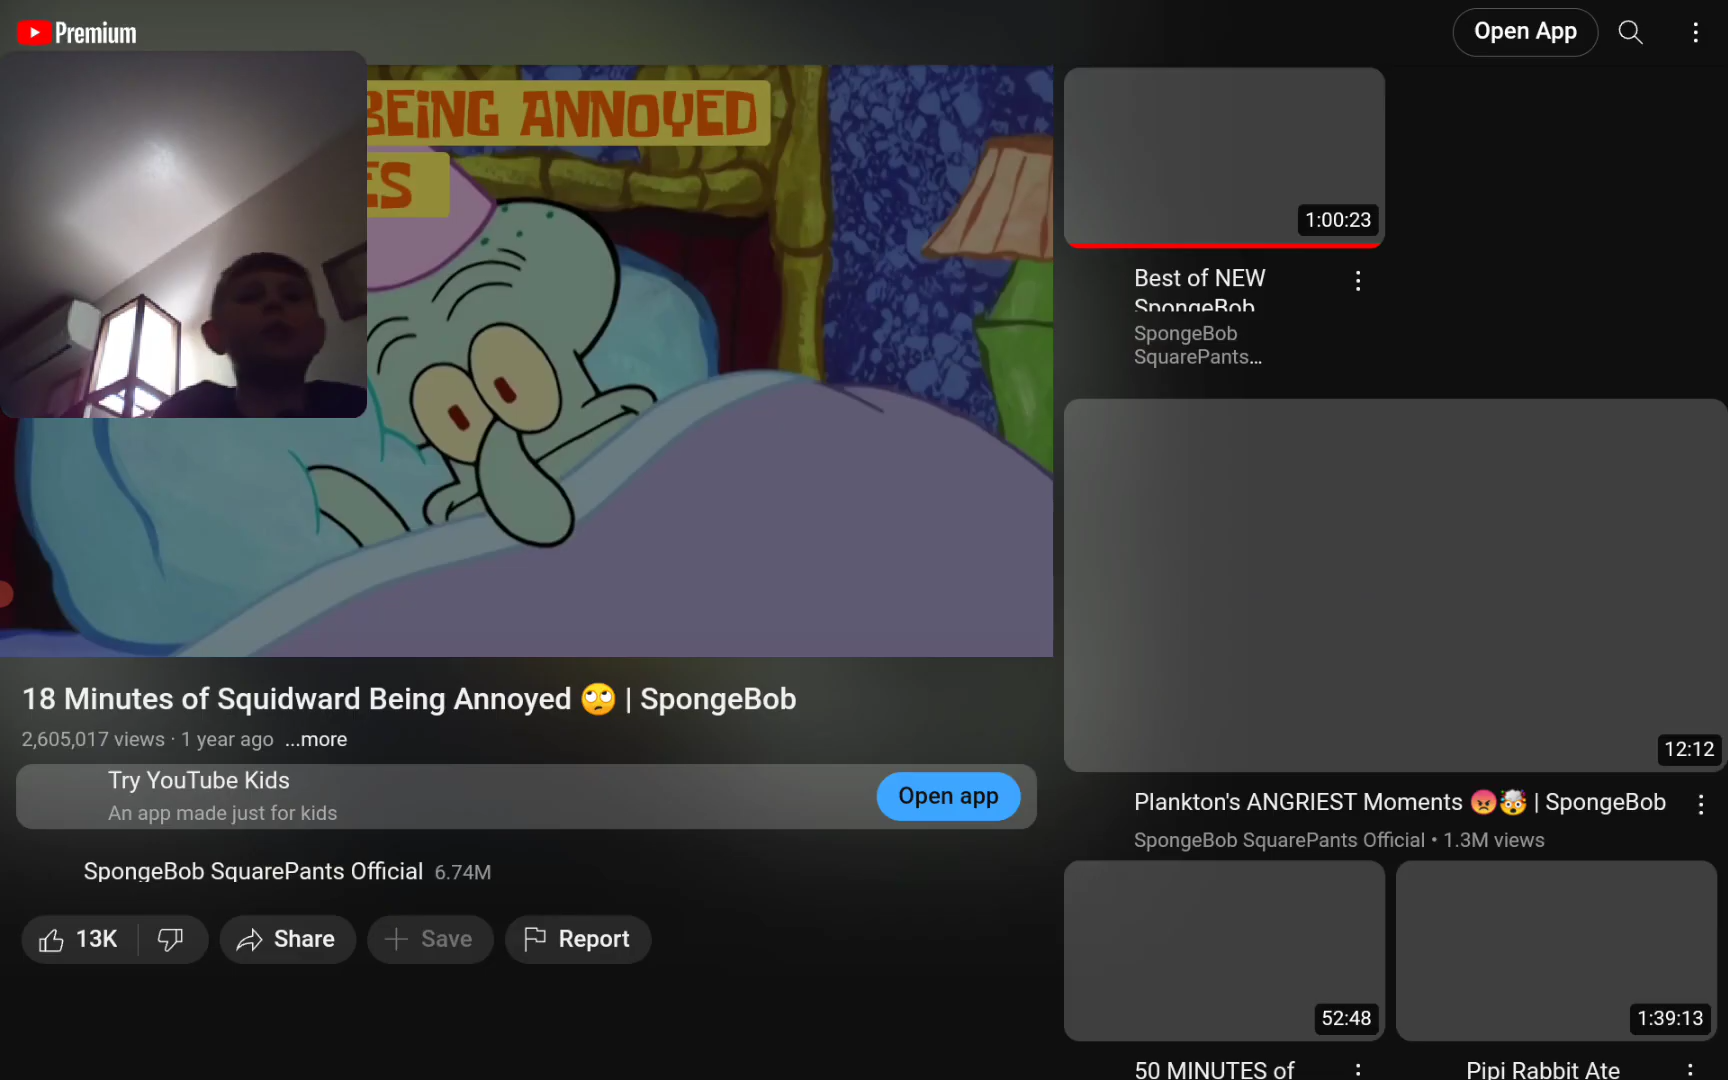 Premium
Open App
BEING ANNOYED
ES
18 Minutes of Squidward Being Annoyed 🙄 | SpongeBob
2,605,017 views · 1 year ago ...more
Try YouTube Kids
An app made just for kids
Open app
SpongeBob SquarePants Official 6.74M
13K
Share
Save
Report
1:00:23
Best of NEW
SpongeBob
SpongeBob
SquarePants...
12:12
Plankton's ANGRIEST Moments 😡🤯 | SpongeBob
SpongeBob SquarePants Official • 1.3M views
52:48
50 MINUTES of
1:39:13
Pipi Rabbit Ate